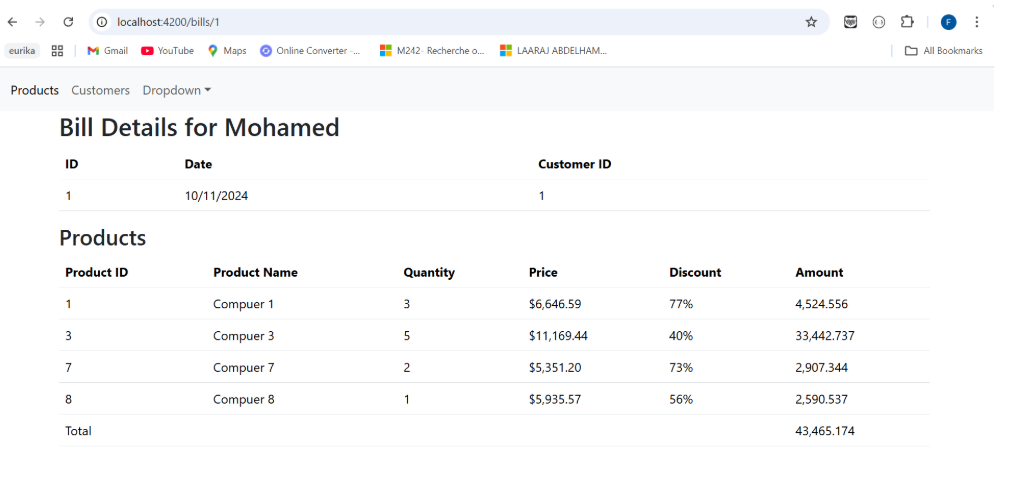 localhost:4200/bills/1
F
eurika Gmail YouTube Maps Online Converter -... M242- Recherche o... LAARAJ ABDELHAM... All Bookmarks
Products Customers Dropdown
Bill Details for Mohamed
ID Date Customer ID
1 10/11/2024 1
Products
Product ID Product Name Quantity Price Discount Amount
1 Compuer 1 3 $6,646.59 77% 4,524.556
3 Compuer 3 5 $11,169.44 40% 33,442.737
7 Compuer 7 2 $5,351.20 73% 2,907.344
8 Compuer 8 1 $5,935.57 56% 2,590.537
Total 43,465.174